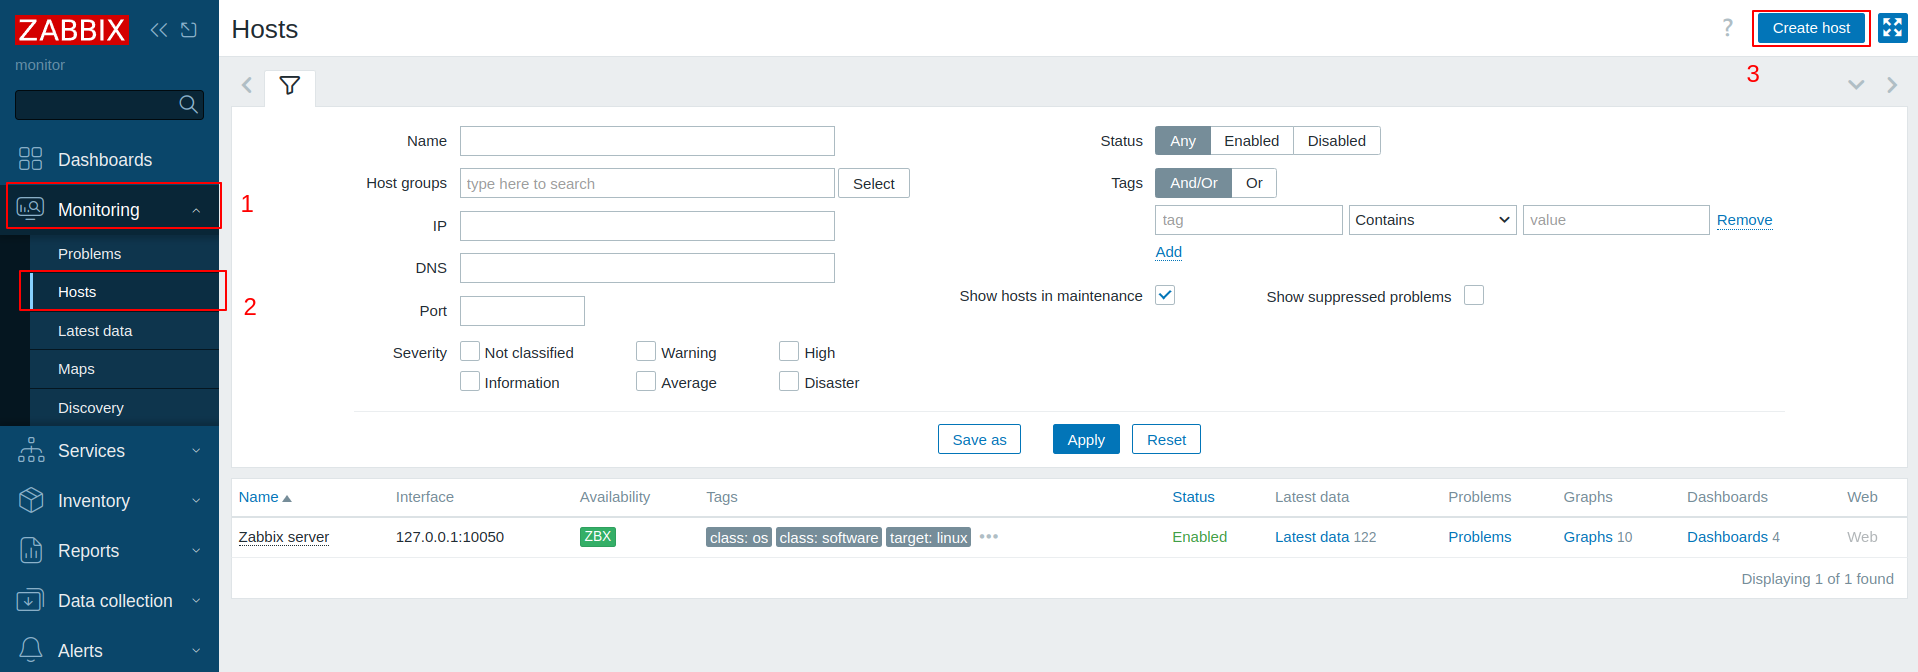 ZABBIX
monitor
Dashboards
Monitoring
Problems
Hosts
Latest data
Maps
Discovery
Services
Inventory
Reports
Data collection
Alerts
1
2
Hosts
? Create host
3
Name
Host groups type here to search Select
IP
DNS
Port
Severity Not classified Warning High
Information Average Disaster
Status Any Enabled Disabled
Tags And/Or Or
tag Contains value Remove
Add
Show hosts in maintenance Show suppressed problems
Save as Apply Reset
Name Interface Availability Tags Status Latest data Problems Graphs Dashboards Web
Zabbix server 127.0.0.1:10050 ZBX class: os class: software target: linux ••• Enabled Latest data 122 Problems Graphs 10 Dashboards 4 Web
Displaying 1 of 1 found